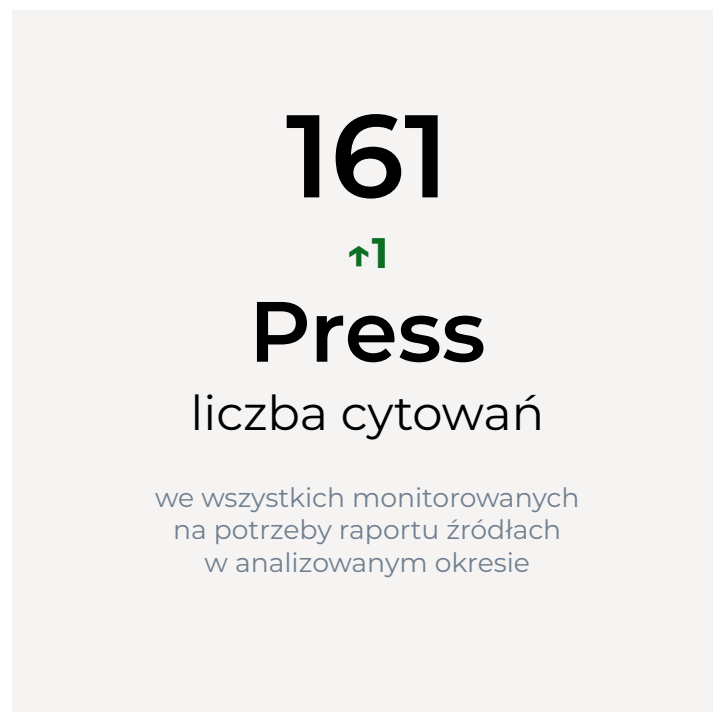 161
↑1
Press
liczba cytowań
we wszystkich monitorowanych
na potrzeby raportu źródłach
w analizowanym okresie